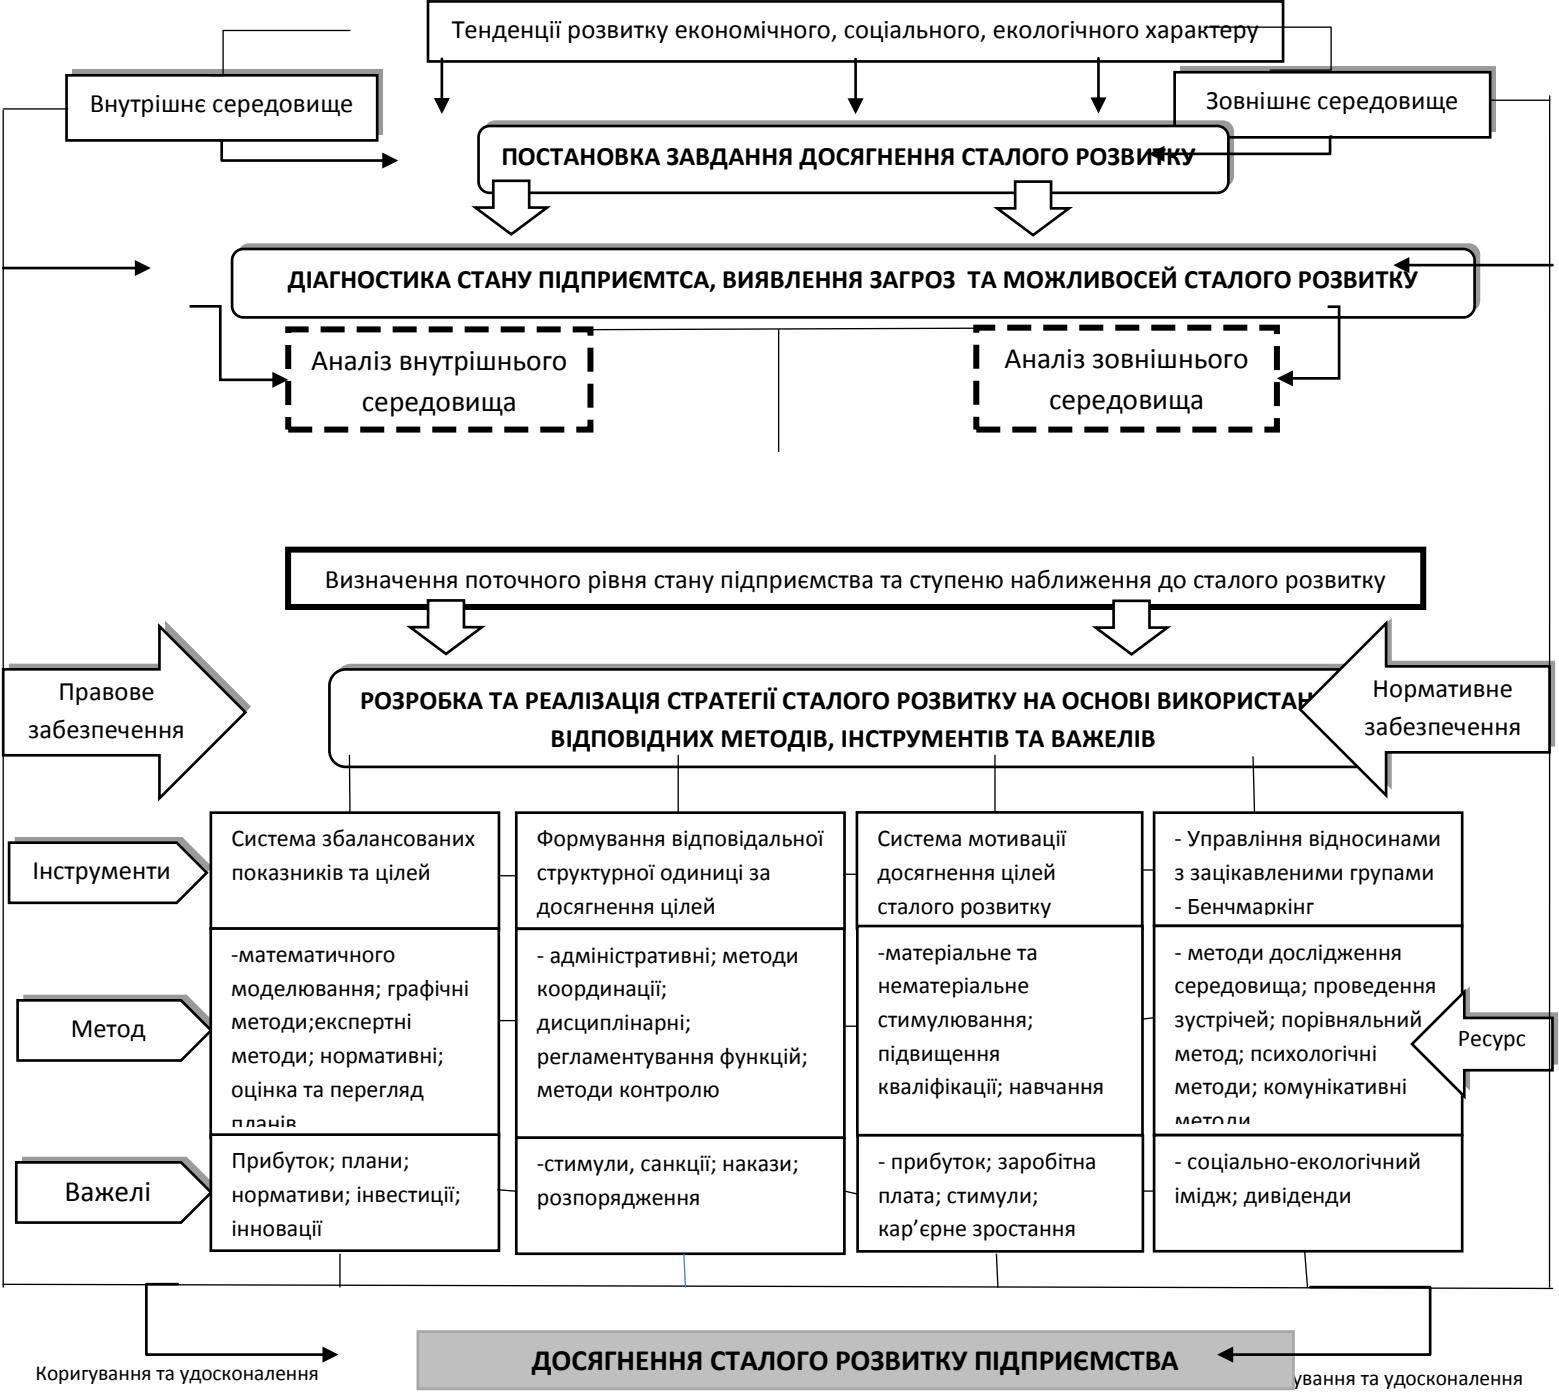 Тенденції розвитку економічного, соціального, екологічного характеру
Внутрішнє середовище
Зовнішнє середовище
ПОСТАНОВКА ЗАВДАННЯ ДОСЯГНЕННЯ СТАЛОГО РОЗВИТКУ
ДІАГНОСТИКА СТАНУ ПІДПРИЄМТСА, ВИЯВЛЕННЯ ЗАГРОЗ ТА МОЖЛИВОСЕЙ СТАЛОГО РОЗВИТКУ
Аналіз внутрішнього
середовища
Аналіз зовнішнього
середовища
Визначення поточного рівня стану підприємства та ступеню наближення до сталого розвитку
Правове
забезпечення
РОЗРОБКА ТА РЕАЛІЗАЦІЯ СТРАТЕГІЇ СТАЛОГО РОЗВИТКУ НА ОСНОВІ ВИКОРИСТАН
ВІДПОВІДНИХ МЕТОДІВ, ІНСТРУМЕНТІВ ТА ВАЖЕЛІВ
Нормативне
забезпечення
Інструменти
Система збалансованих
показників та цілей
Формування відповідальної
структурної одиниці за
досягнення цілей
Система мотивації
досягнення цілей
сталого розвитку
- Управління відносинами
з зацікавленими групами
- Бенчмаркінг
Метод
-математичного
моделювання; графічні
методи;експертні
методи; нормативні;
оцінка та перегляд
планів
- адміністративні; методи
координації;
дисциплінарні;
регламентування функцій;
методи контролю
-матеріальне та
нематеріальне
стимулювання;
підвищення
кваліфікації; навчання
- методи дослідження
середовища; проведення
зустрічей; порівняльний
метод; психологічні
методи; комунікативні
методи
Ресурс
Важелі
Прибуток; плани;
нормативи; інвестиції;
інновації
-стимули, санкції; накази;
розпорядження
- прибуток; заробітна
плата; стимули;
кар’єрне зростання
- соціально-екологічний
імідж; дивіденди
Коригування та удосконалення
ДОСЯГНЕННЯ СТАЛОГО РОЗВИТКУ ПІДПРИЄМСТВА
ування та удосконалення